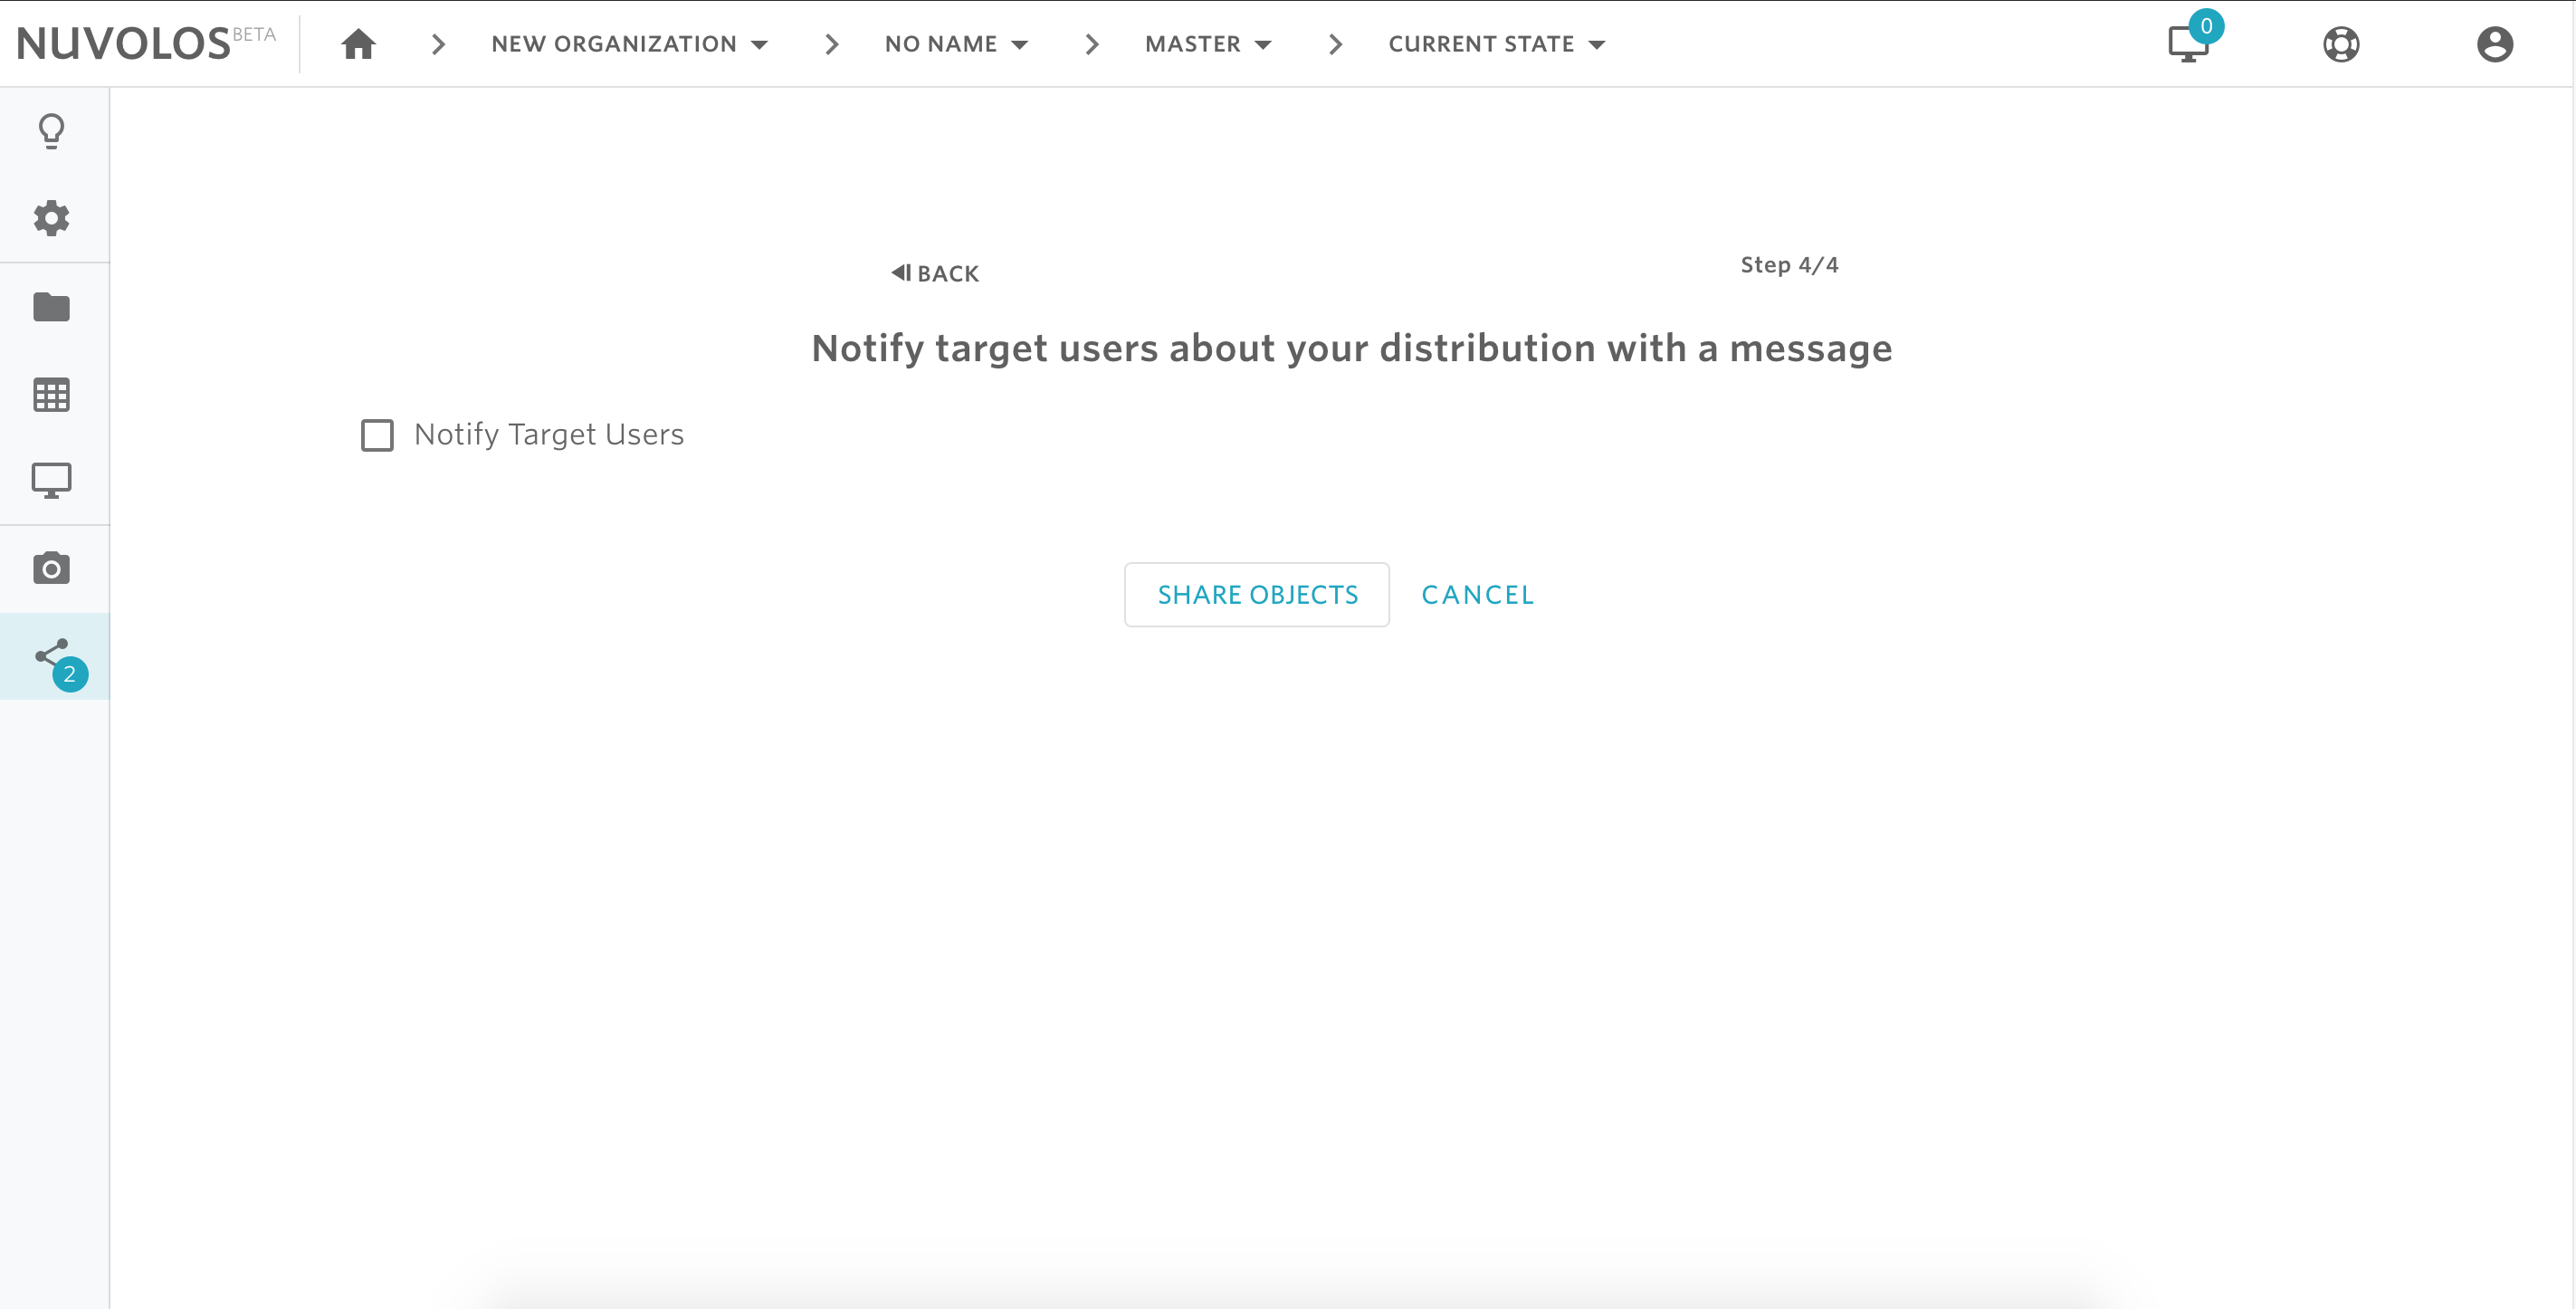 NUVOLOS BETA
NEW ORGANIZATION
NO NAME
MASTER
CURRENT STATE
0
BACK
Step 4/4
Notify target users about your distribution with a message
Notify Target Users
SHARE OBJECTS
CANCEL
2